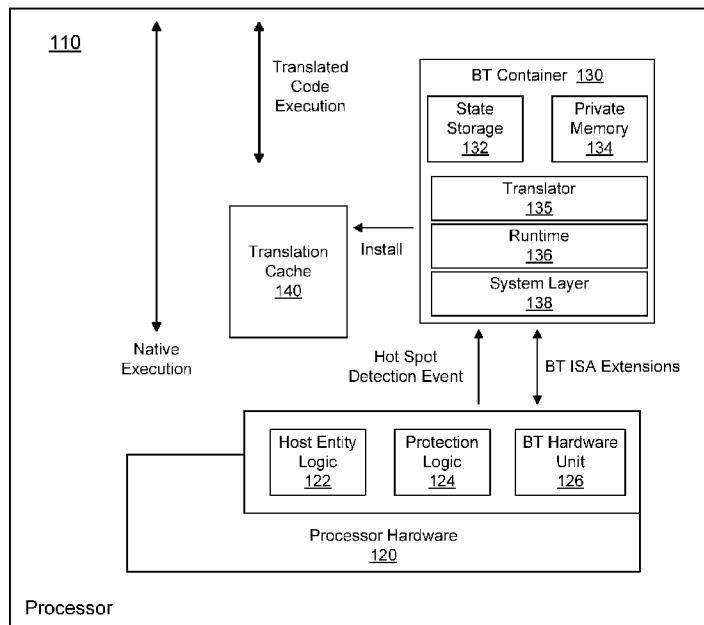 110
Translated
Code
Execution
BT Container 130
State
Storage
132
Private
Memory
134
Translator
135
Runtime
136
System Layer
138
Translation
Cache
140
Install
Native
Execution
Hot Spot
Detection Event
BT ISA Extensions
Host Entity
Logic
122
Protection
Logic
124
BT Hardware
Unit
126
Processor Hardware
120
Processor